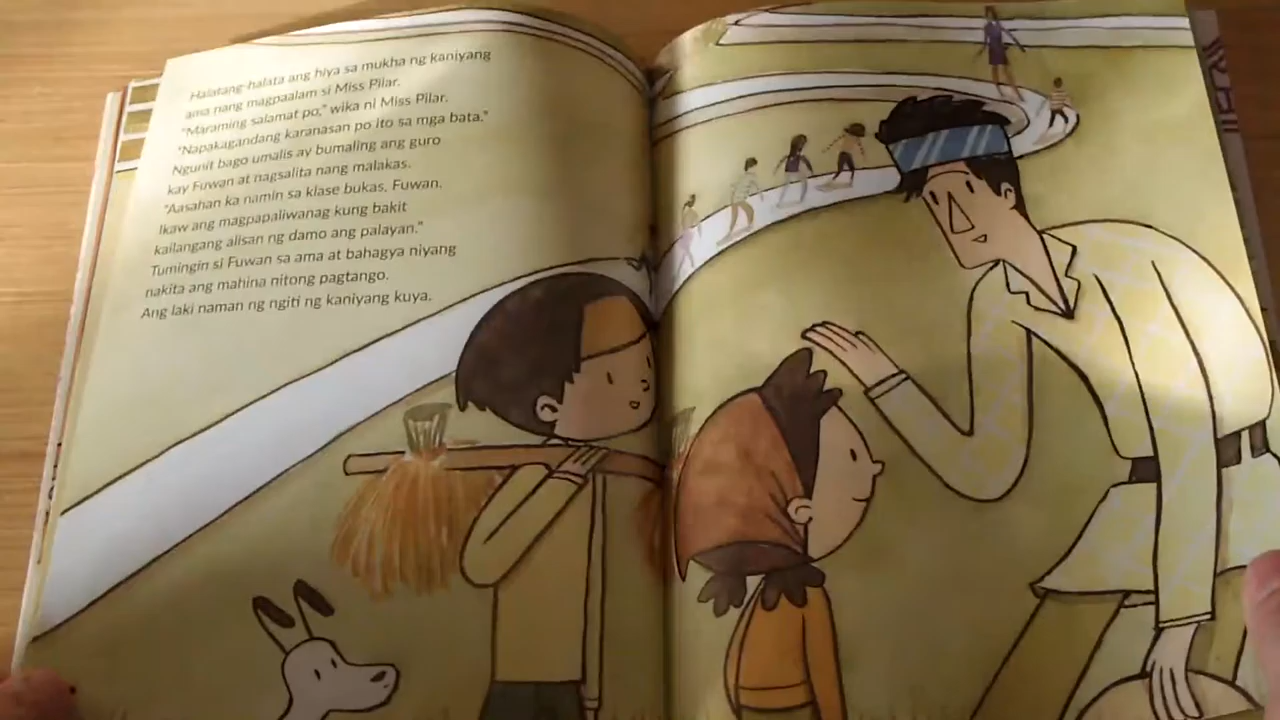 Halatang-halata ang hiya sa mukha ng kaniyang
ama nang magpaalam si Miss Pilar.
"Maraming salamat po," wika ni Miss Pilar.
"Napakagandang karanasan po ito sa mga bata."
Ngunit bago umalis ay bumaling ang guro
kay Fuwan at nagsalita nang malakas.
"Aasahan ka namin sa klase bukas, Fuwan.
Ikaw ang magpapaliwanag kung bakit
kailangang alisan ng damo ang palayan."
Tumingin si Fuwan sa ama at bahagya niyang
nakita ang mahina nitong pagtango.
Ang laki naman ng ngiti ng kaniyang kuya.